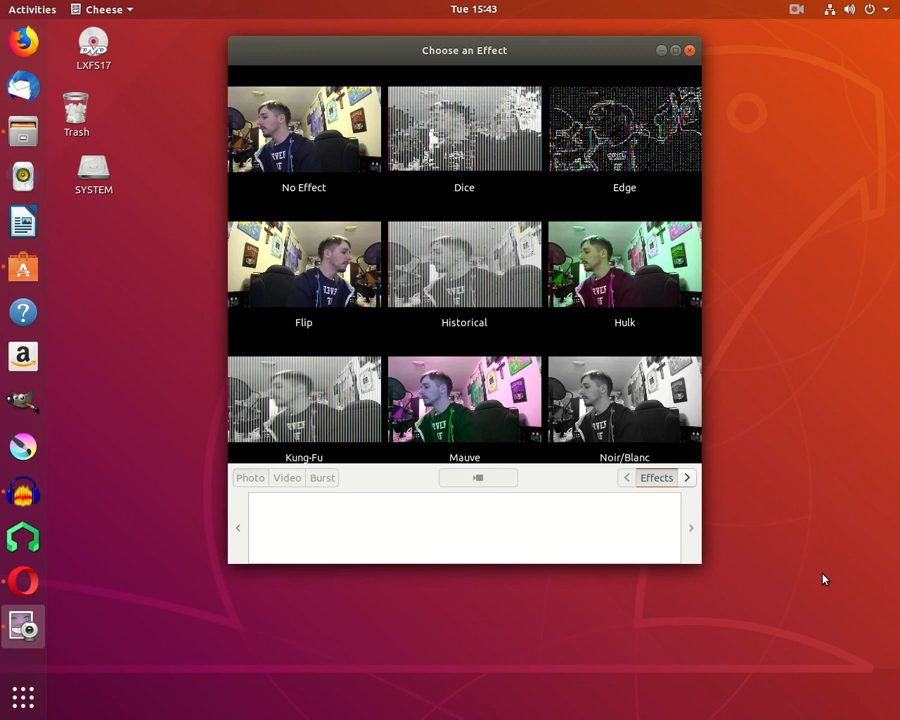 Activities
Cheese
Tue 15:43
DVD
LXFS17
Trash
SYSTEM
Choose an Effect
No Effect
Dice
Edge
Flip
Historical
Hulk
Kung-Fu
Mauve
Noir/Blanc
Photo
Video
Burst
Effects